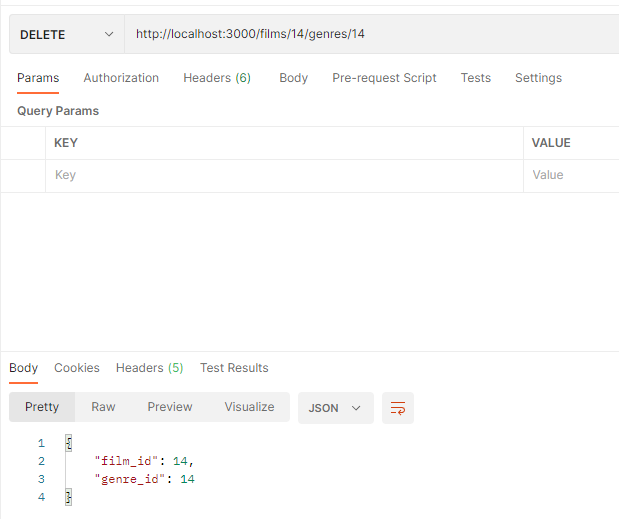 DELETE http://localhost:3000/films/14/genres/14
Params Authorization Headers (6) Body Pre-request Script Tests Settings
Query Params
KEY VALUE
Key Value
Body Cookies Headers (5) Test Results
Pretty Raw Preview Visualize JSON
1 {
2 "film_id": 14,
3 "genre_id": 14
4 }